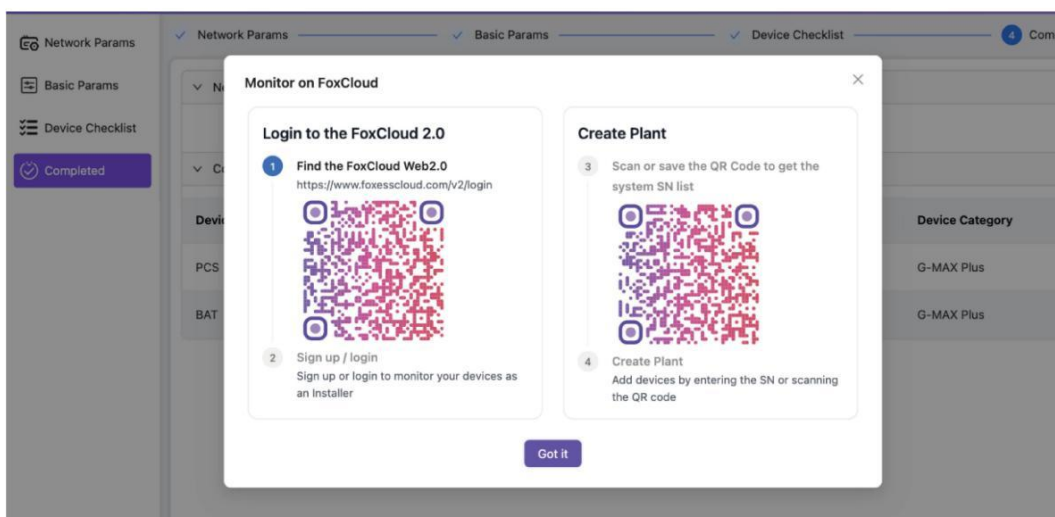 Network Params
Basic Params
Device Checklist
Completed
Network Params
Basic Params
Device Checklist
4
Monitor on FoxCloud
Login to the FoxCloud 2.0
1
Find the FoxCloud Web2.0
https://www.foxesscloud.com/v2/login
2
Sign up / login
Sign up or login to monitor your devices as
an Installer
Create Plant
3
Scan or save the QR Code to get the
system SN list
4
Create Plant
Add devices by entering the SN or scanning
the QR code
Got it
PCS
BAT
Device Category
G-MAX Plus
G-MAX Plus